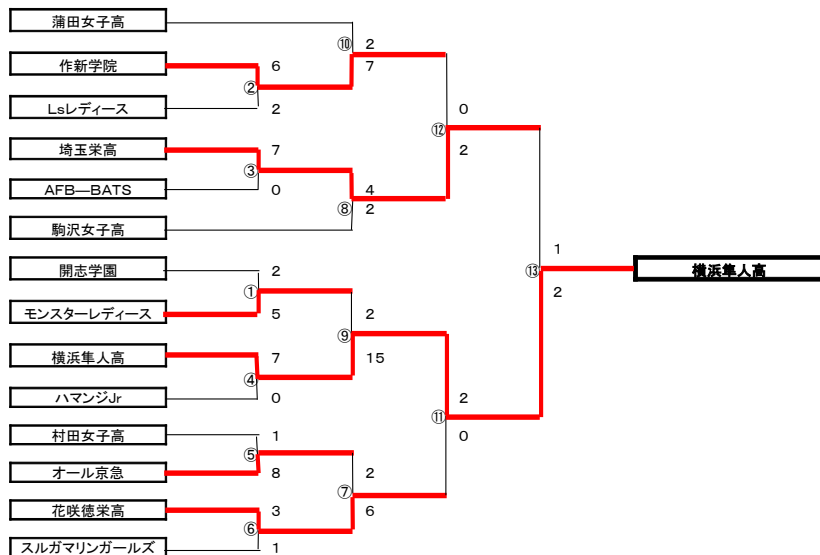 蒲田女子高
⑩ 2
作新学院 6 7
②
Lsレディース 2 0
⑫
埼玉栄高 7 2
③
AFB―BATS 0 4
⑧ 2
駒沢女子高
1
開志学園 2 ⑬ 横浜隼人高
① 2
モンスターレディース 5 2
⑨
横浜隼人高 7 15
④
ハマンジJr 0 2
⑪
村田女子高 1 0
⑤
オール京急 8 2
⑦
花咲徳栄高 3 6
⑥
スルガマリンガールズ 1